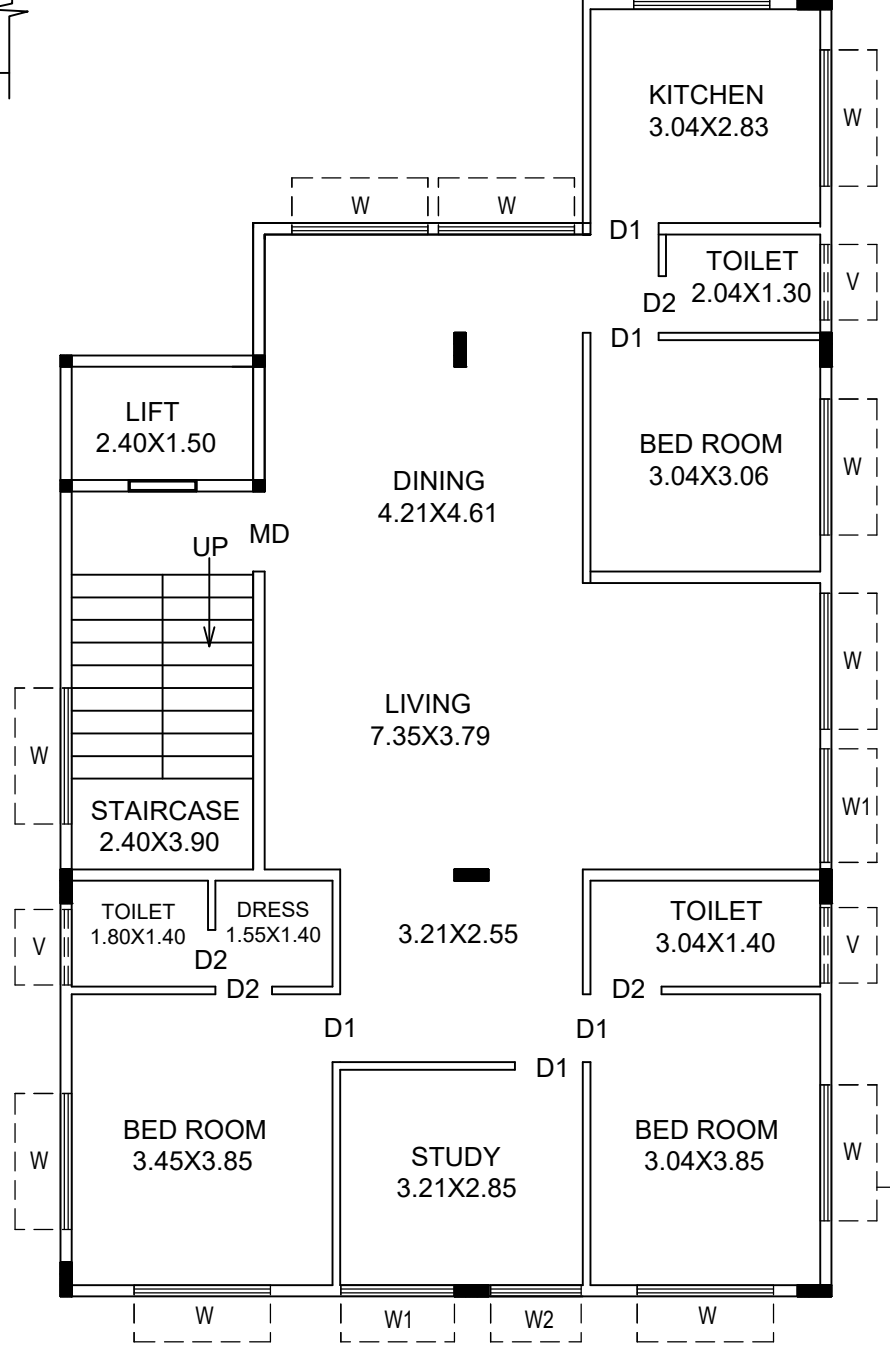 KITCHEN
3.04X2.83
W
W
W
D1
TOILET
2.04X1.30
V
D2
D1
LIFT
2.40X1.50
BED ROOM
3.04X3.06
W
DINING
4.21X4.61
MD
UP
W
LIVING
7.35X3.79
W
W1
STAIRCASE
2.40X3.90
TOILET
1.80X1.40
DRESS
1.55X1.40
3.21X2.55
TOILET
3.04X1.40
V
V
D2
D2
D2
D1
D1
D1
BED ROOM
3.45X3.85
STUDY
3.21X2.85
BED ROOM
3.04X3.85
W
W
W
W1
W2
W